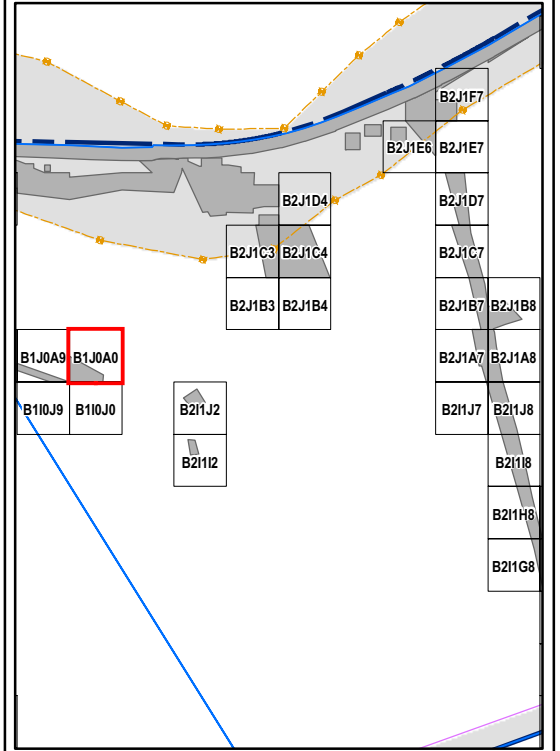 B2J1F7
B2J1E6 B2J1E7
B2J1D4 B2J1D7
B2J1C3 B2J1C4 B2J1C7
B2J1B3 B2J1B4 B2J1B7 B2J1B8
B1J0A9 B1J0A0 B2J1A7 B2J1A8
B1I0J9 B1I0J0 B2I1J2 B2I1J7 B2I1J8
B2I1I2 B2I1I8
B2I1H8
B2I1G8